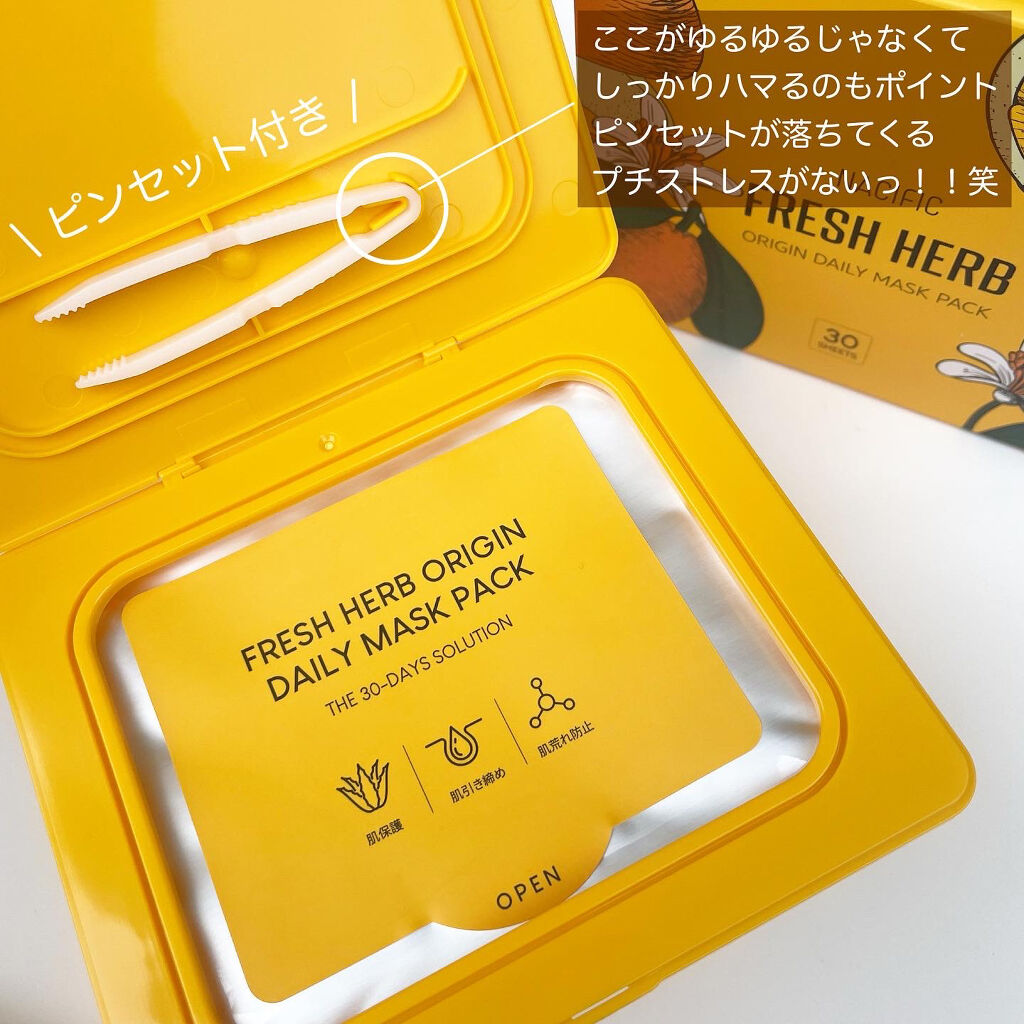 ここがゆるゆるじゃなくて
しっかりハマるのもポイント
ピンセットが落ちてくる
プチストレスがないっ！！笑
\ ピンセット付き /
FRESH HERB
ORIGIN DAILY MASK PACK
30
SHEETS
FRESH HERB ORIGIN
DAILY MASK PACK
THE 30-DAYS SOLUTION
肌保護
肌引き締め
肌荒れ防止
OPEN